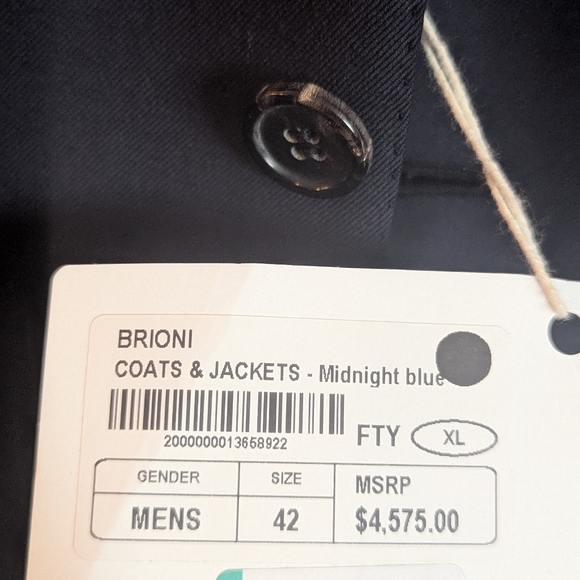 BRIONI
COATS & JACKETS - Midnight blue
2000000013658922
FTY XL
GENDER SIZE MSRP
MENS 42 $4,575.00